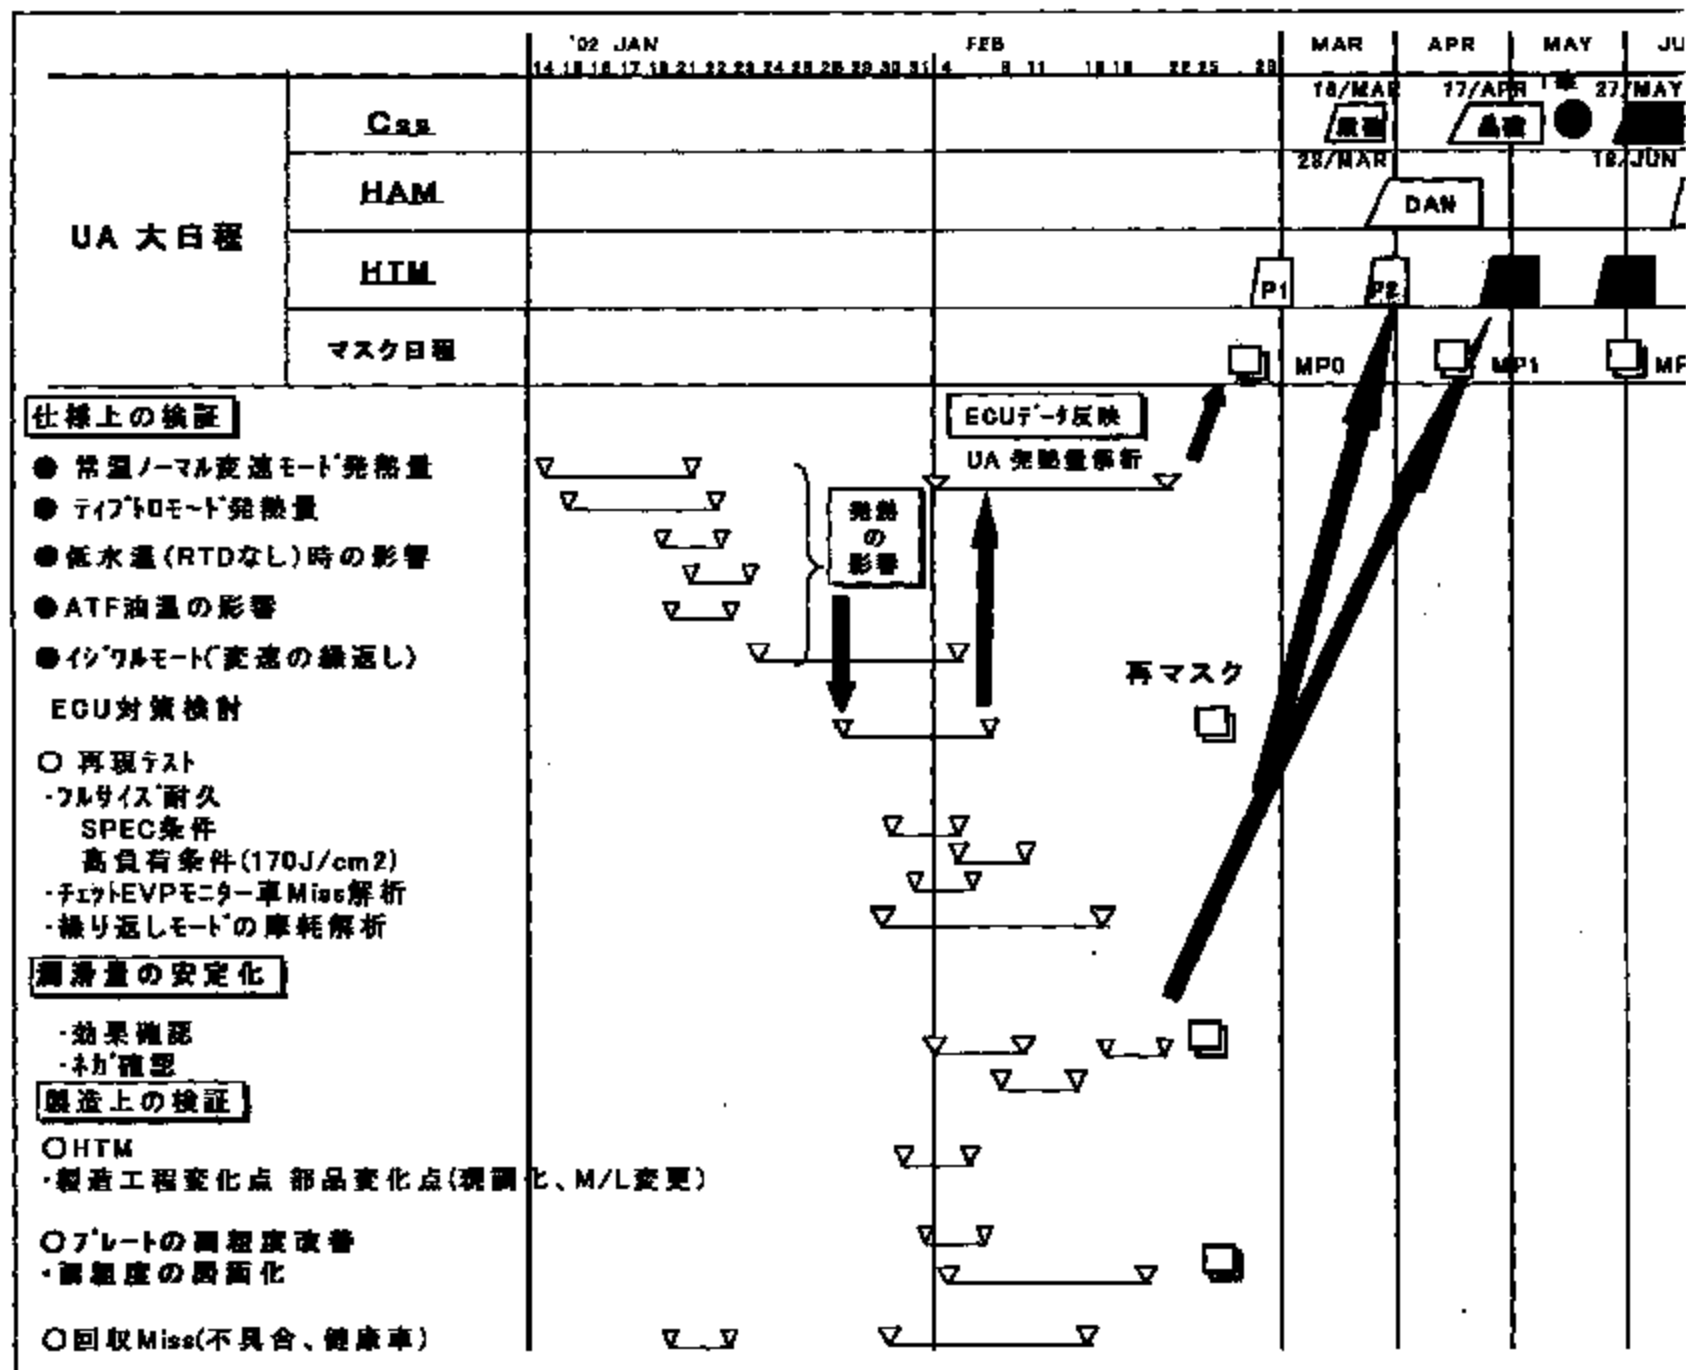 '02 JAN FEB MAR APR MAY JU
14 15 16 17 18 21 22 23 24 25 28 29 30 31 4 8 11 18 22 25 28
UA 大日程
Css 18/MAR 17/APR 27/MAY
HAM 28/MAR 18/JUN
DAN
HTM P1 P2
マスク日程 MP0 MP1 MP
仕様上の検証
ECUデータ反映
UA 発熱量解析
● 常温ノーマル変速モード発熱量
● ティプトロモード発熱量
発熱
の
影響
●低水温(RTDなし)時の影響
●ATF油温の影響
●イジワルモード(変速の繰返し)
再マスク
ECU対策検討
○ 再現テスト
・フルサイズ耐久
SPEC条件
高負荷条件(170J/cm2)
・チェットEVPモニター車Miss解析
・繰り返しモードの摩耗解析
潤滑量の安定化
・効果確認
・ネガ確認
製造上の検証
○HTM
・製造工程変化点 部品変化点(現調化、M/L変更)
○プレートの面粗度改善
・面粗度の図面化
○回収Miss(不具合、健康車)